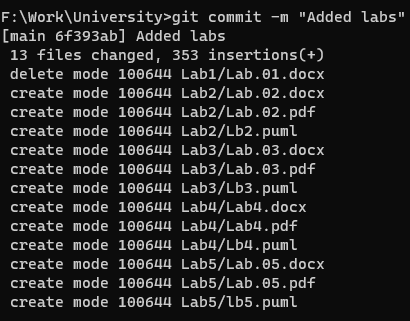 F:\Work\University>git commit -m "Added labs"
[main 6f393ab] Added labs
 13 files changed, 353 insertions(+)
 delete mode 100644 Lab1/Lab.01.docx
 create mode 100644 Lab2/Lab.02.docx
 create mode 100644 Lab2/Lab.02.pdf
 create mode 100644 Lab2/Lb2.puml
 create mode 100644 Lab3/Lab.03.docx
 create mode 100644 Lab3/Lab.03.pdf
 create mode 100644 Lab3/Lb3.puml
 create mode 100644 Lab4/Lab4.docx
 create mode 100644 Lab4/Lab4.pdf
 create mode 100644 Lab4/Lb4.puml
 create mode 100644 Lab5/Lab.05.docx
 create mode 100644 Lab5/Lab.05.pdf
 create mode 100644 Lab5/lb5.puml